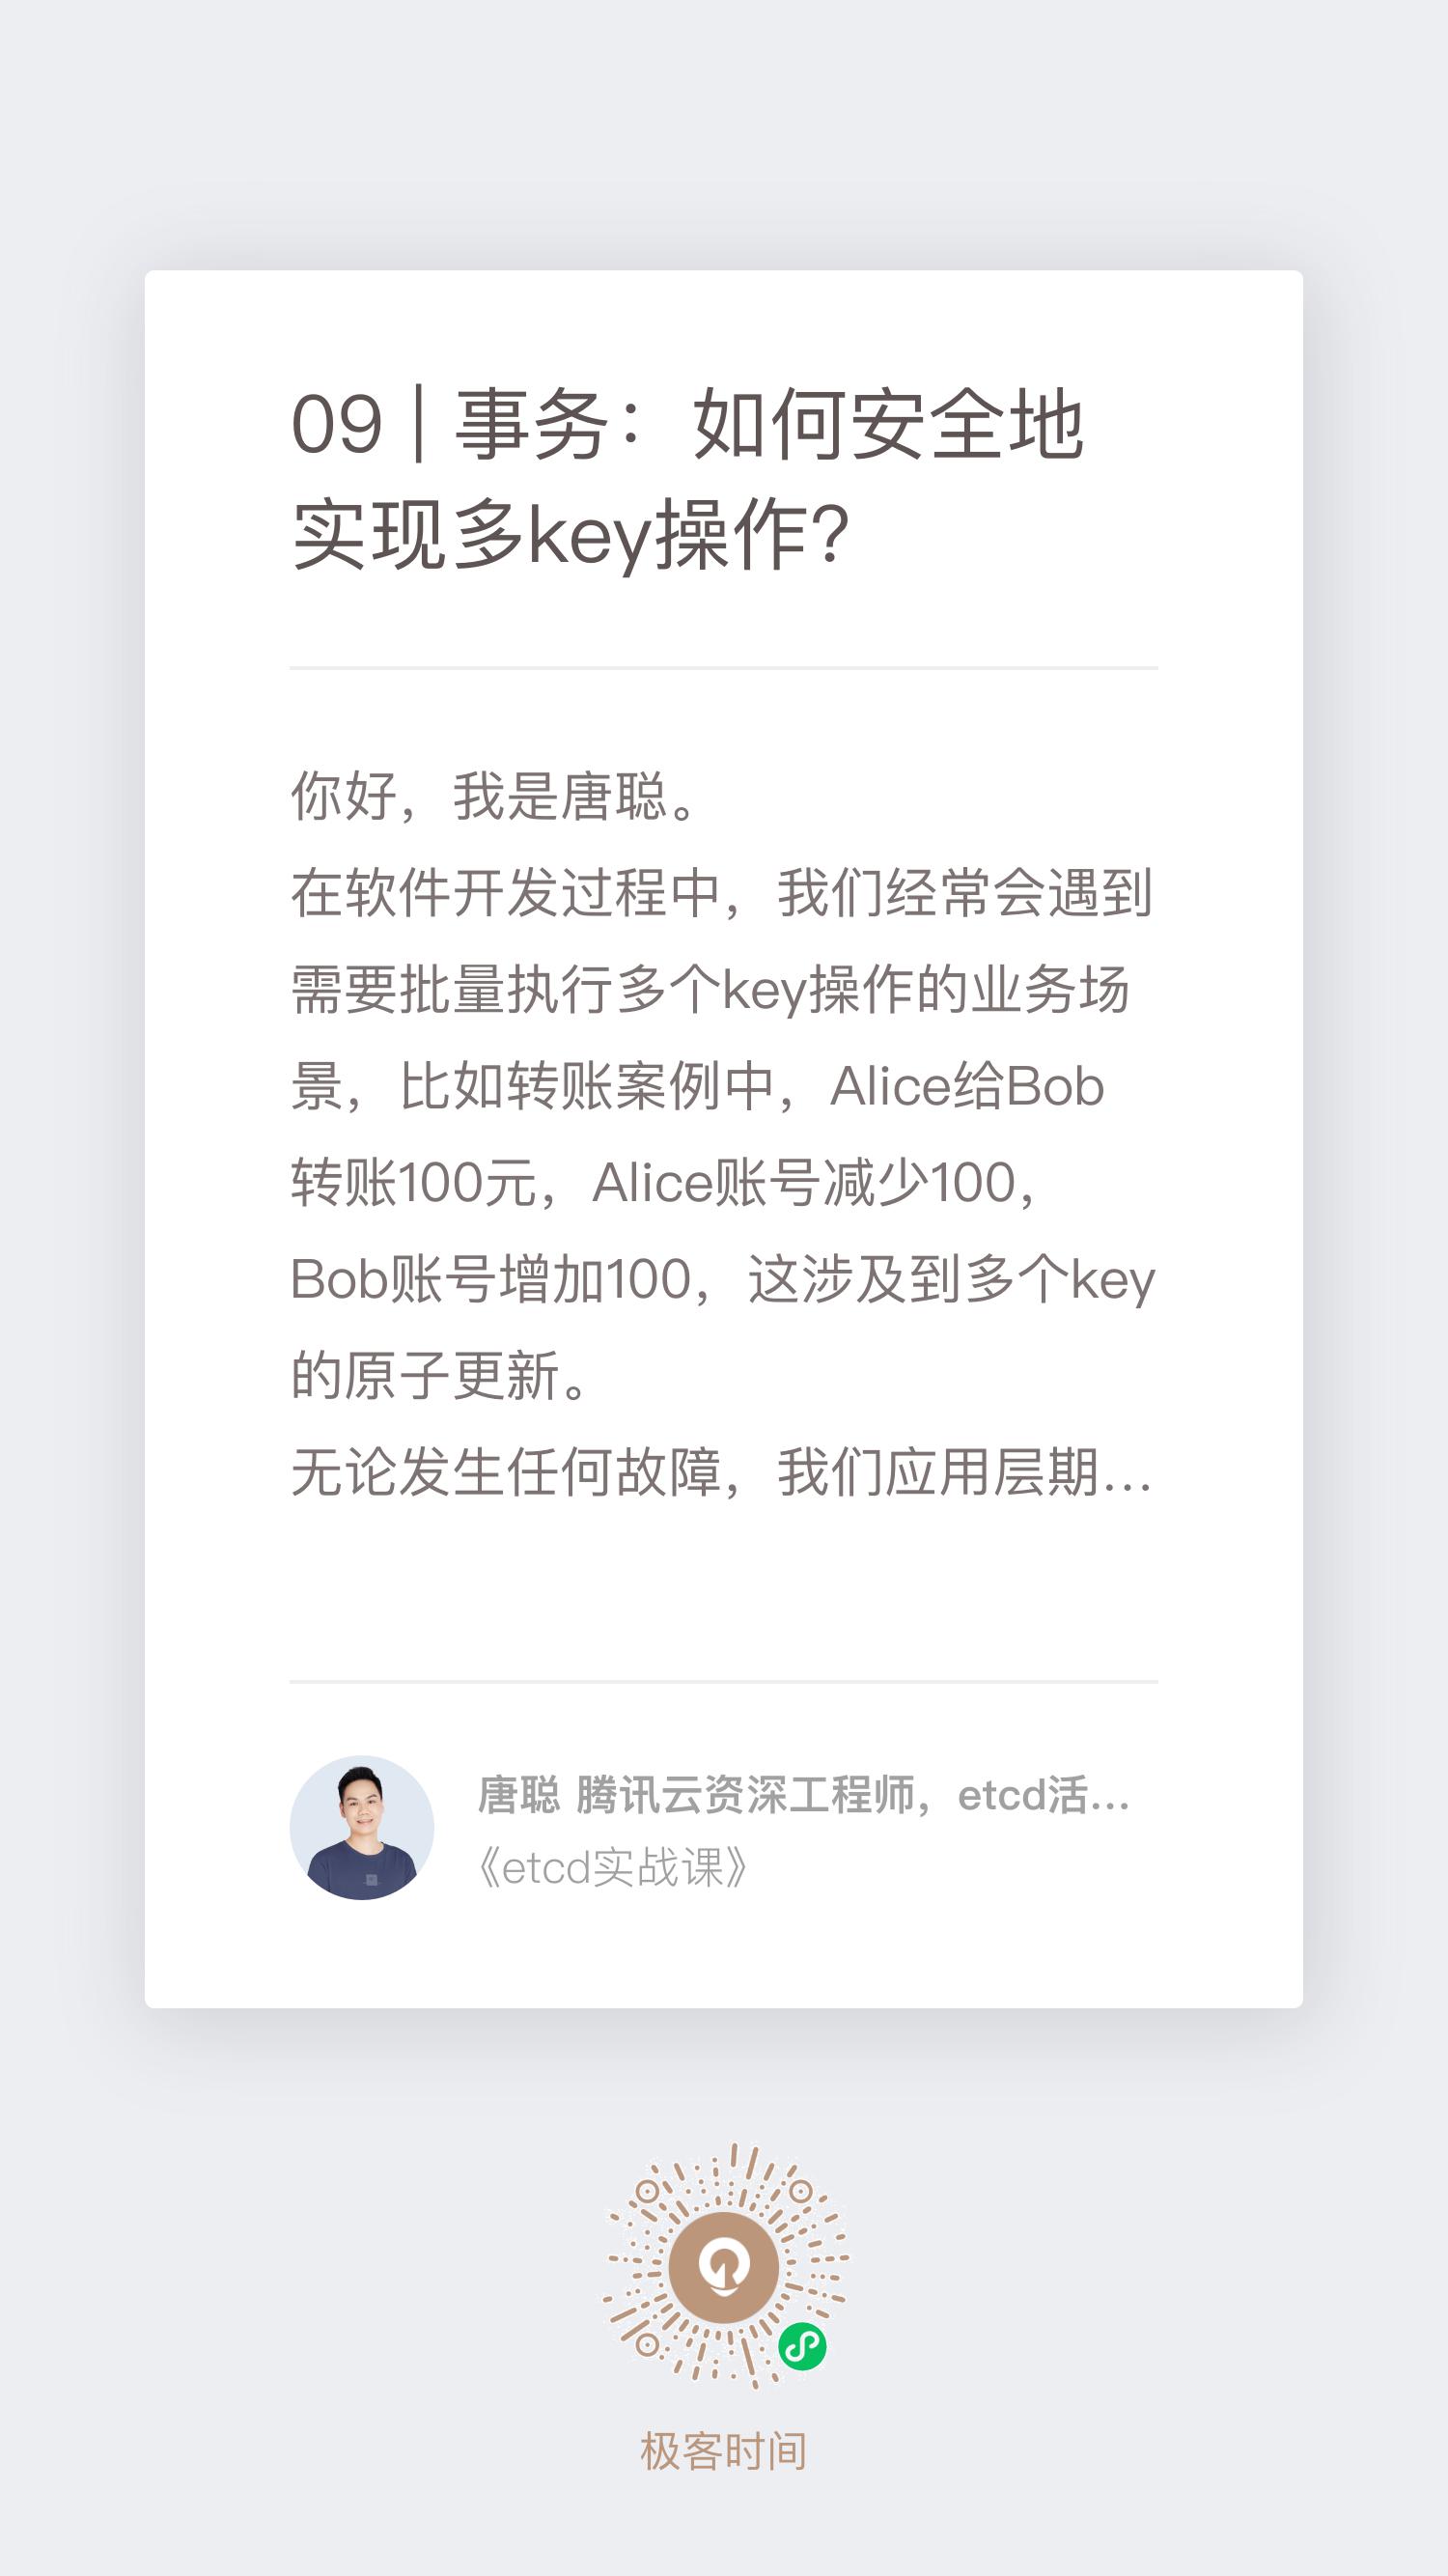 09 | 事务：如何安全地
实现多key操作？
你好，我是唐聪。
在软件开发过程中，我们经常会遇到
需要批量执行多个key操作的业务场
景，比如转账案例中，Alice给Bob
转账100元，Alice账号减少100，
Bob账号增加100，这涉及到多个key
的原子更新。
无论发生任何故障，我们应用层期...
唐聪 腾讯云资深工程师，etcd活...
《etcd实战课》
极客时间